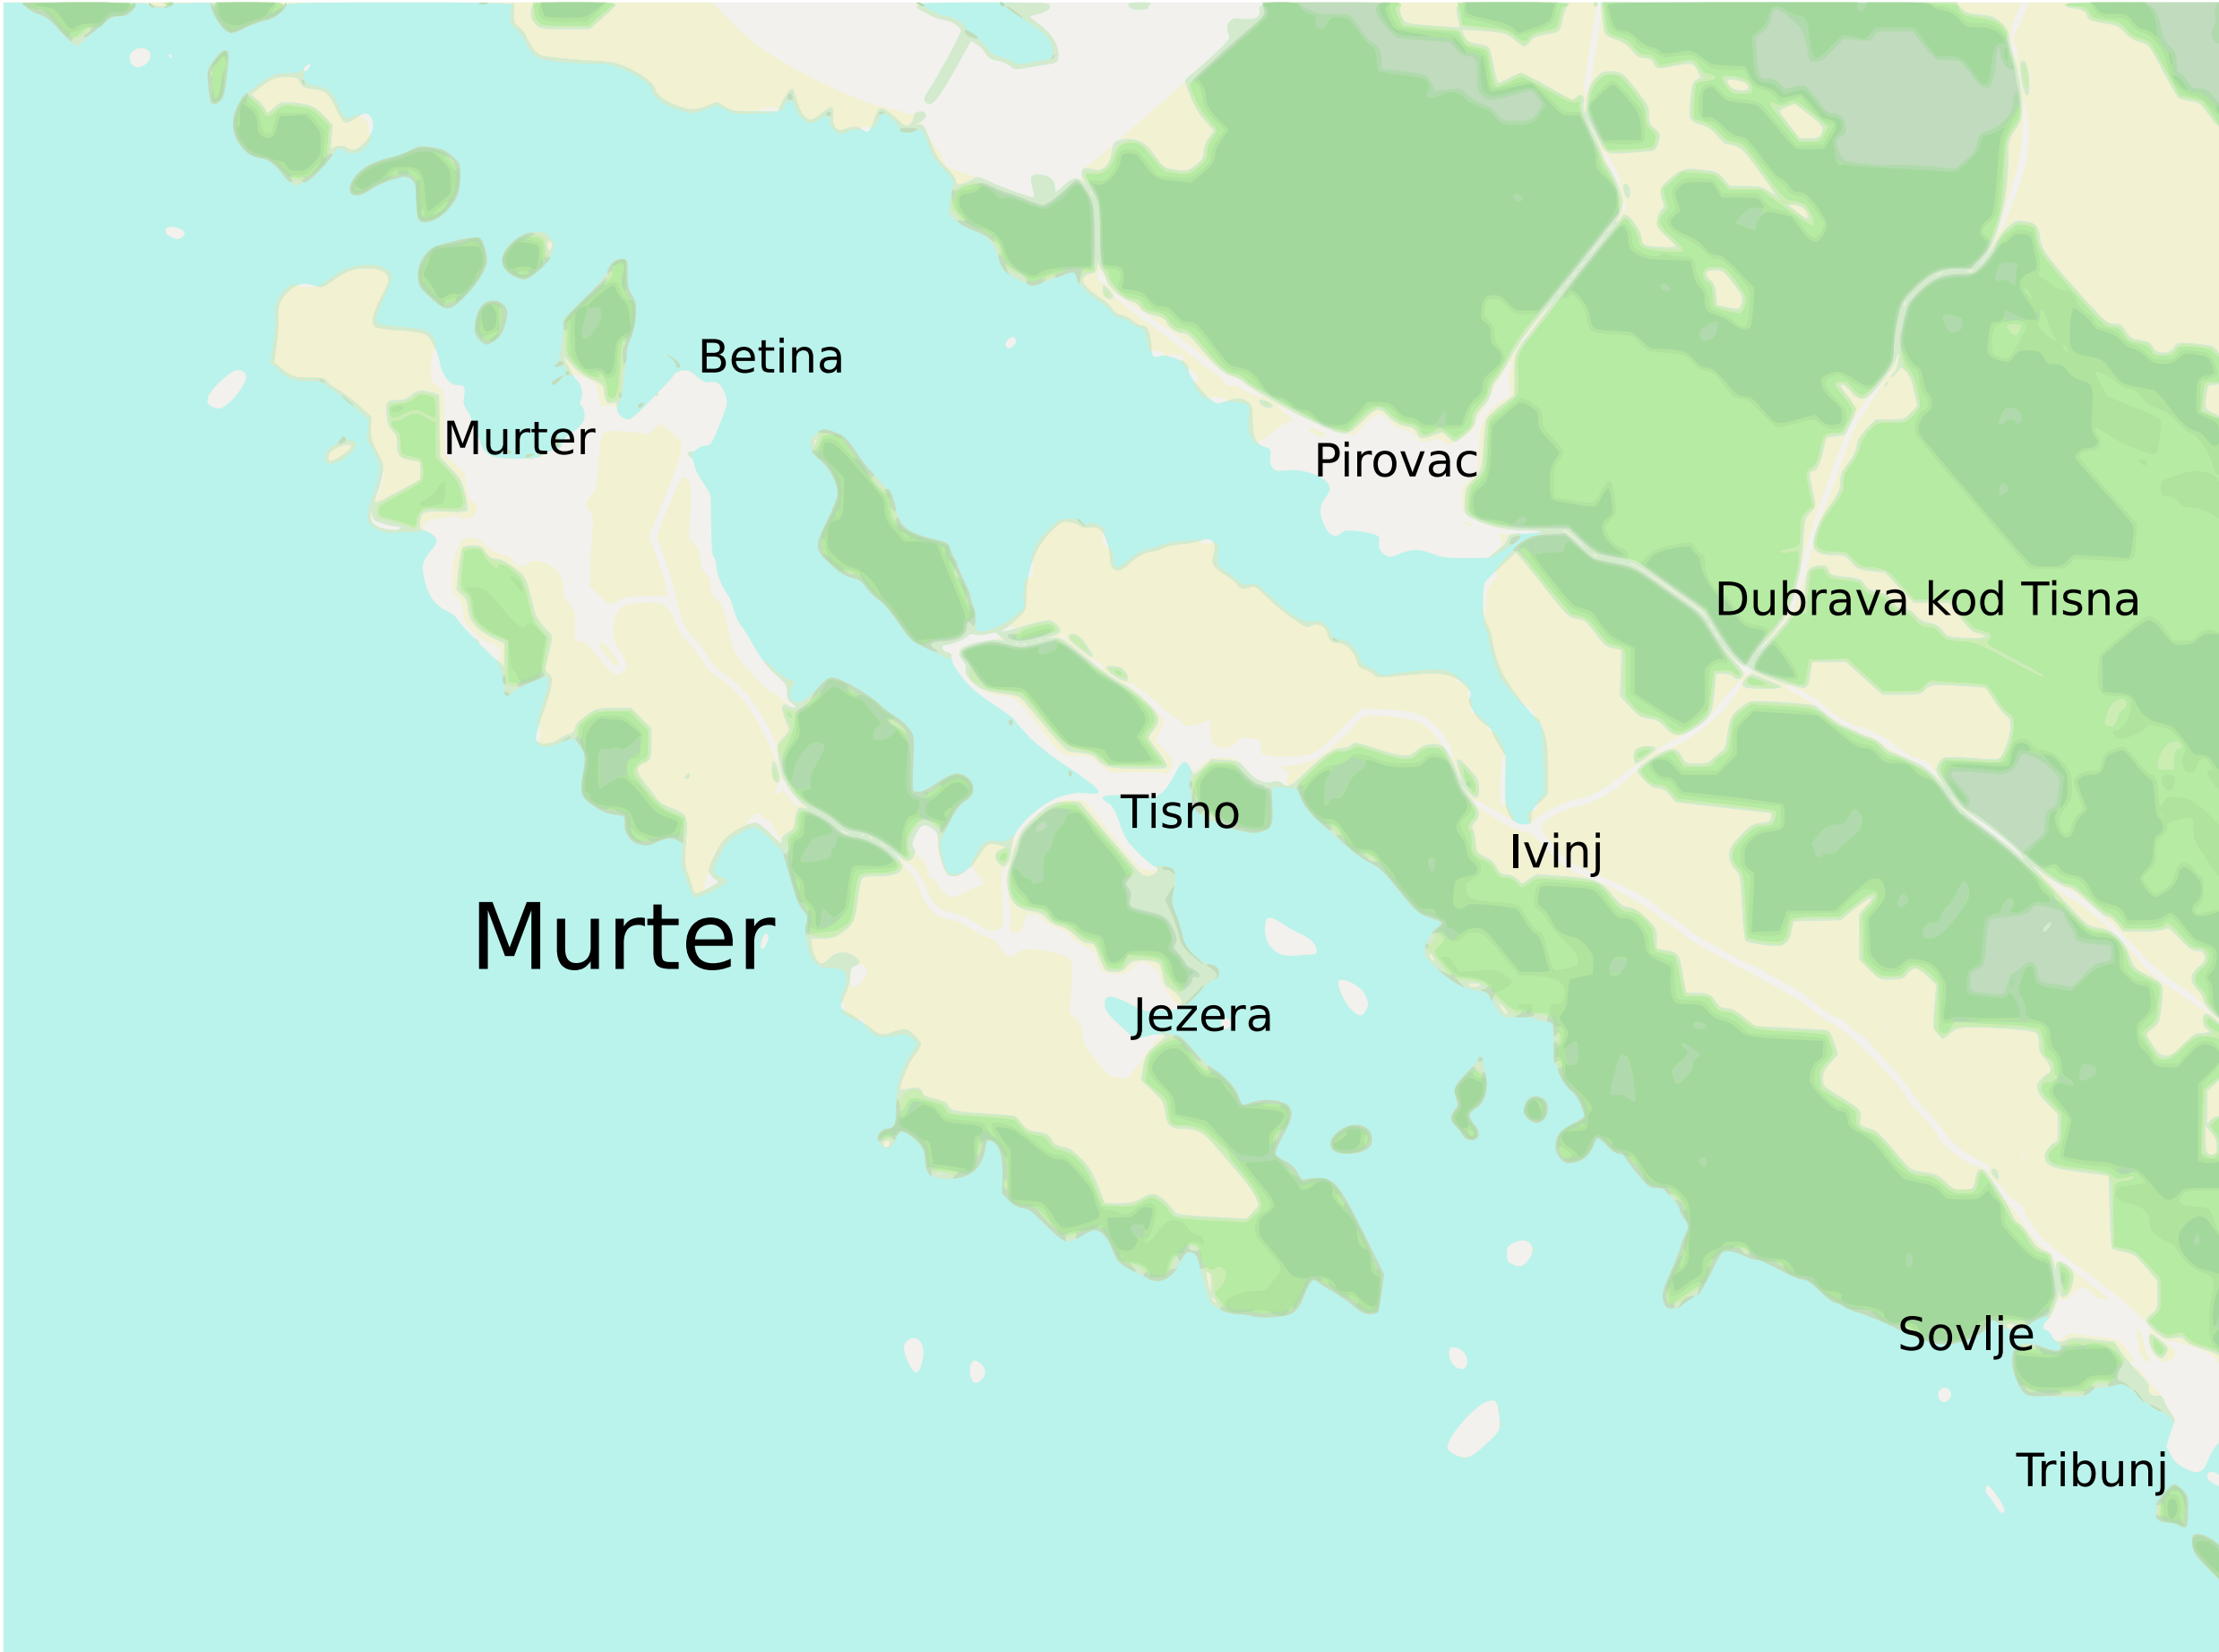 Betina
Murter
Pirovac
Dubrava kod Tisna
Tisno
Ivinj
Murter
Jezera
Sovlje
Tribunj